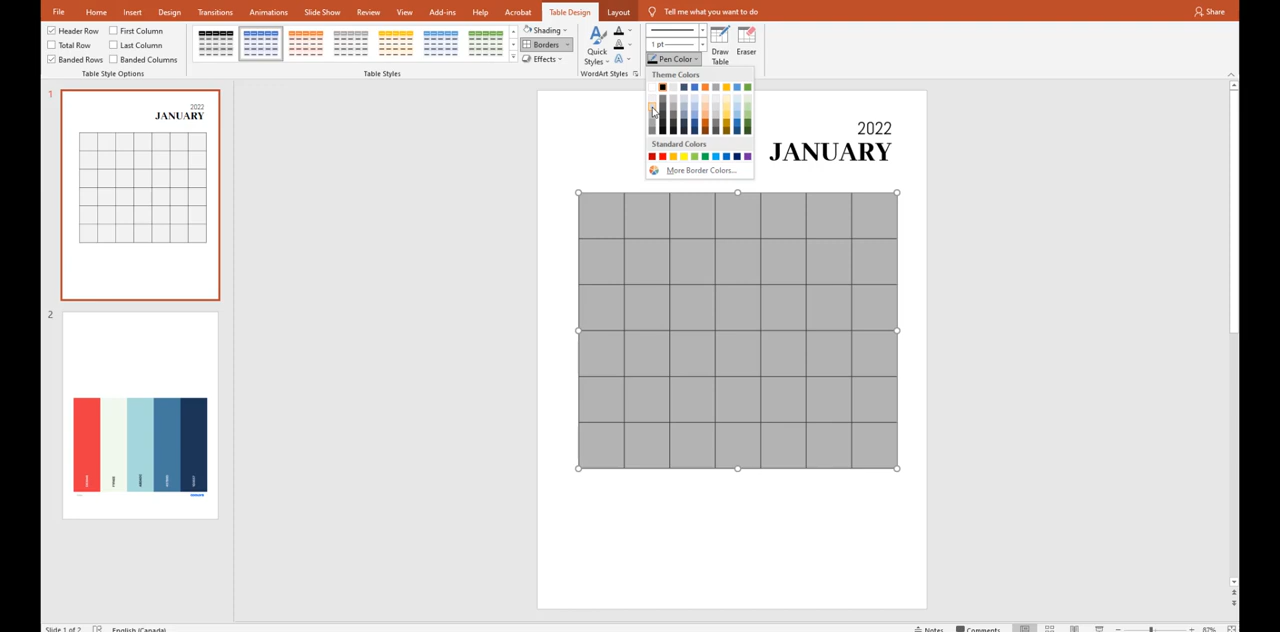 File Home Insert Design Transitions Animations Slide Show Review View Add-ins Help Acrobat Table Design Layout Tell me what you want to do Share
Header Row First Column
Total Row Last Column
Banded Rows Banded Columns
Table Style Options
Table Styles
Shading
Borders
Effects
Quick
Styles
WordArt Styles
1 pt
Pen Color
Draw
Table
Eraser
Theme Colors
Standard Colors
More Border Colors...
1
2022
JANUARY
2
2022
JANUARY
Slide 1 of 2 English (Canada) Notes Comments 87%